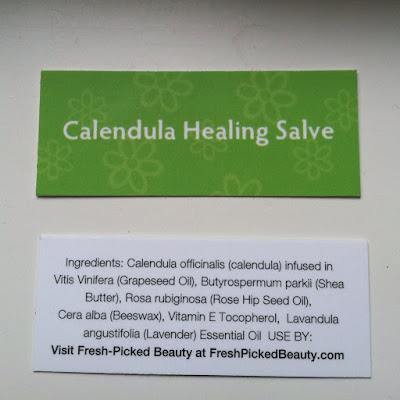 Calendula Healing Salve
Ingredients: Calendula officinalis (calendula) infused in
Vitis Vinifera (Grapeseed Oil), Butyrospermum parkii (Shea
Butter), Rosa rubiginosa (Rose Hip Seed Oil),
Cera alba (Beeswax), Vitamin E Tocopherol, Lavandula
angustifolia (Lavender) Essential Oil USE BY:
Visit Fresh-Picked Beauty at FreshPickedBeauty.com